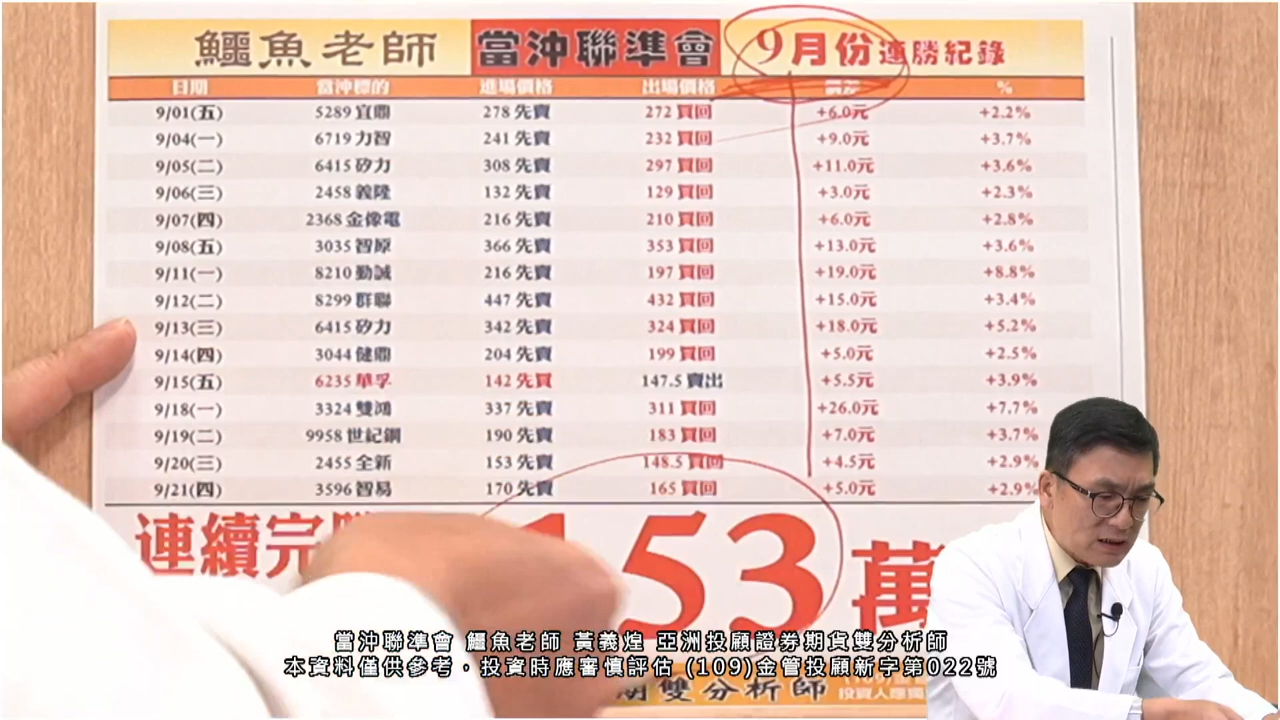 鱷魚老師 當沖聯準會 9月份連勝紀錄
日期 當沖標的 進場價格 出場價格 %
9/01(五) 5289 宜鼎 278 先賣 272 買回 +6.0元 +2.2%
9/04(一) 6719 力智 241 先賣 232 買回 +9.0元 +3.7%
9/05(二) 6415 矽力 308 先賣 297 買回 +11.0元 +3.6%
9/06(三) 2458 義隆 132 先賣 129 買回 +3.0元 +2.3%
9/07(四) 2368 金像電 216 先賣 210 買回 +6.0元 +2.8%
9/08(五) 3035 智原 366 先賣 353 買回 +13.0元 +3.6%
9/11(一) 8210 勤誠 216 先賣 197 買回 +19.0元 +8.8%
9/12(二) 8299 群聯 447 先賣 432 買回 +15.0元 +3.4%
9/13(三) 6415 矽力 342 先賣 324 買回 +18.0元 +5.2%
9/14(四) 3044 健鼎 204 先賣 199 買回 +5.0元 +2.5%
9/15(五) 6235 華孚 142 先買 147.5 賣出 +5.5元 +3.9%
9/18(一) 3324 雙鴻 337 先賣 311 買回 +26.0元 +7.7%
9/19(二) 9958 世紀鋼 190 先賣 183 買回 +7.0元 +3.7%
9/20(三) 2455 全新 153 先賣 148.5 買回 +4.5元 +2.9%
9/21(四) 3596 智易 170 先賣 165 買回 +5.0元 +2.9%
連續完 153 萬
當沖聯準會 鱷魚老師 黃義煌 亞洲投顧證券期貨雙分析師
本資料僅供參考，投資時應審慎評估 (109)金管投顧新字第022號
期雙分析師